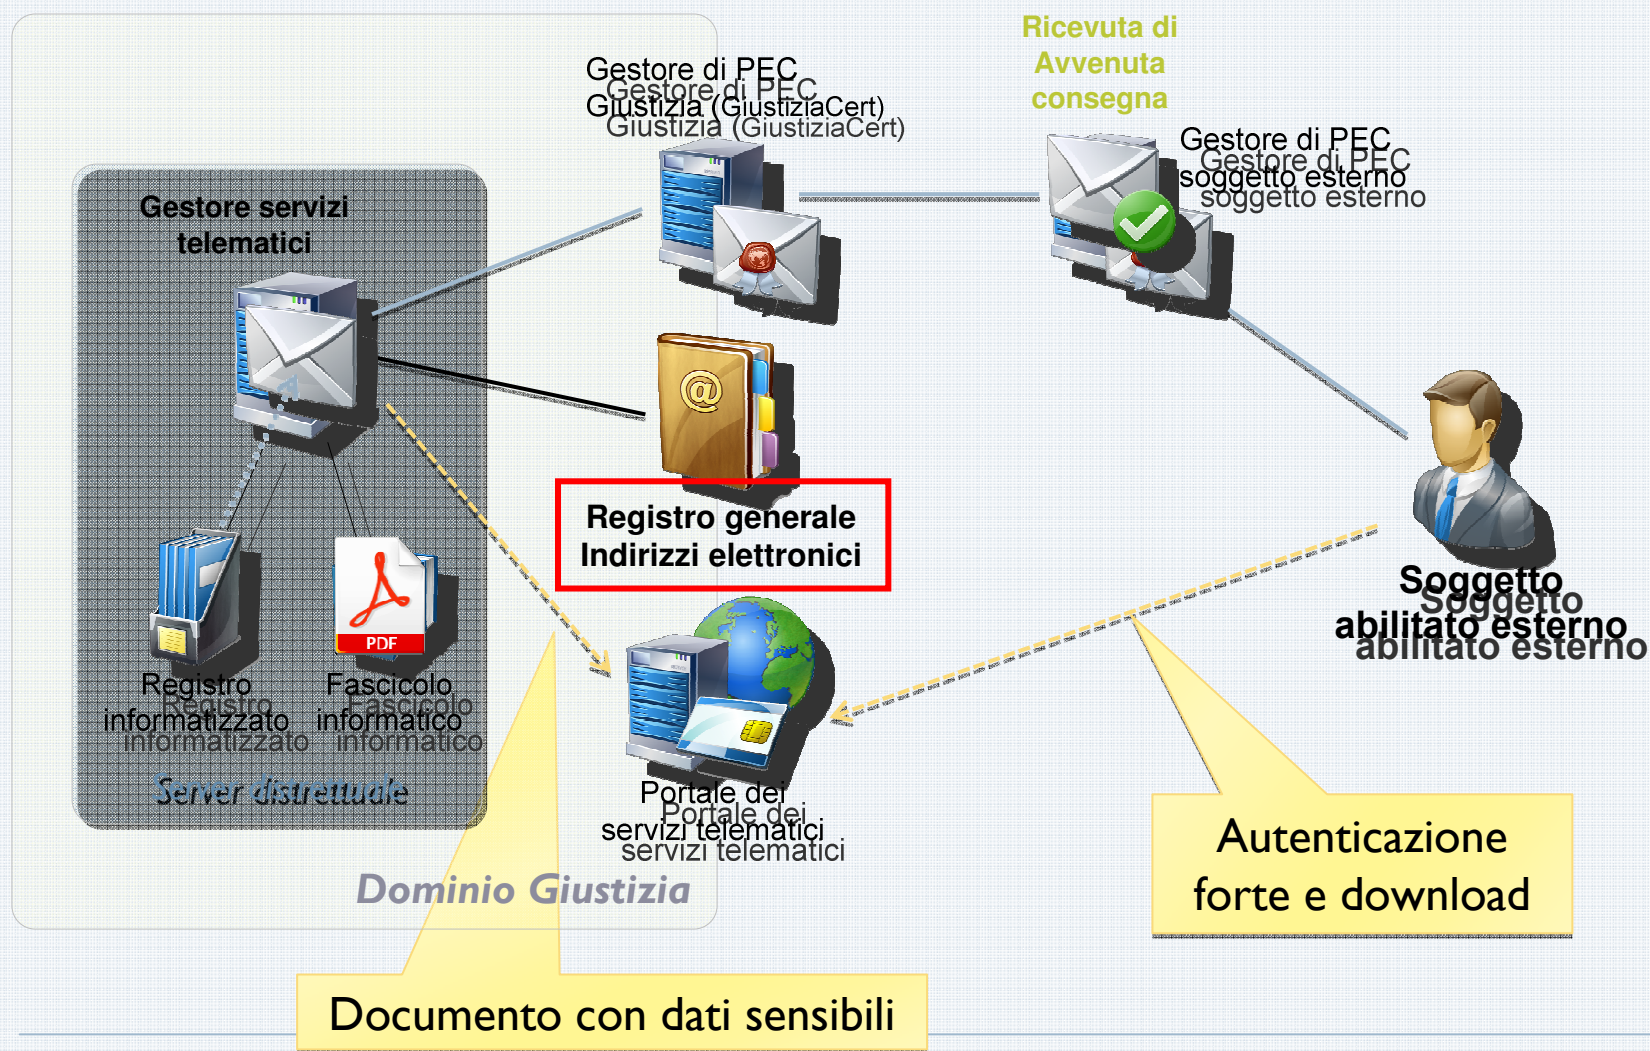 Ricevuta di
Avvenuta
consegna
Gestore di PEC
Giustizia (GiustiziaCert)
Gestore di PEC
soggetto esterno
Gestore servizi
telematici
@
Registro generale
Indirizzi elettronici
PDF
Soggetto
abilitato esterno
Registro
informatizzato
Fascicolo
informatico
Server distrettuale
Portale dei
servizi telematici
Dominio Giustizia
Autenticazione
forte e download
Documento con dati sensibili